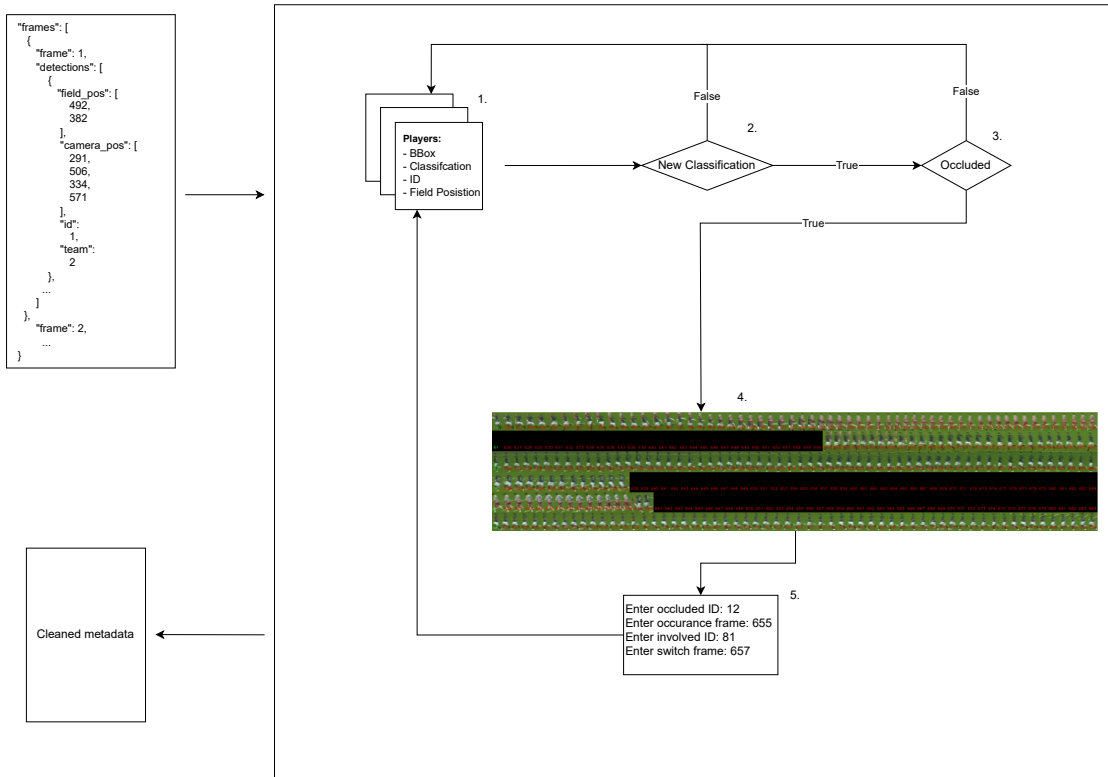 "frames": [
{
"frame": 1,
"detections": [
{
"field_pos": [
492,
382
],
"camera_pos": [
291,
506,
334,
571
],
"id":
1,
"team":
2
},
...
]
},
"frame": 2,
...
}
1.
Players:
- BBox
- Classifcation
- ID
- Field Posistion
False
2.
New Classification
True
False
3.
Occluded
True
4.
5.
Enter occluded ID: 12
Enter occurance frame: 655
Enter involved ID: 81
Enter switch frame: 657
Cleaned metadata